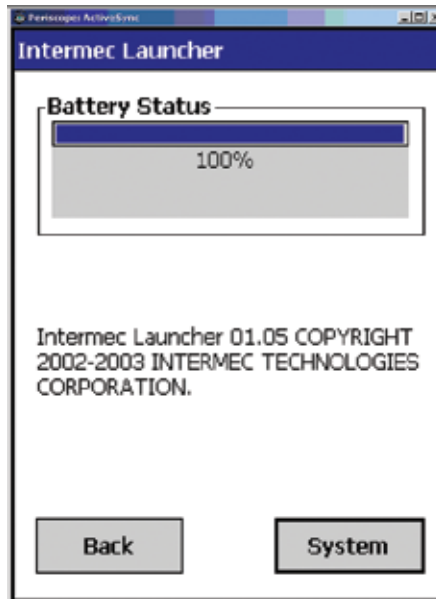 Periscope: ActiveSync
Intermec Launcher
Battery Status
100%
Intermec Launcher 01.05 COPYRIGHT
2002-2003 INTERMEC TECHNOLOGIES
CORPORATION.
Back
System